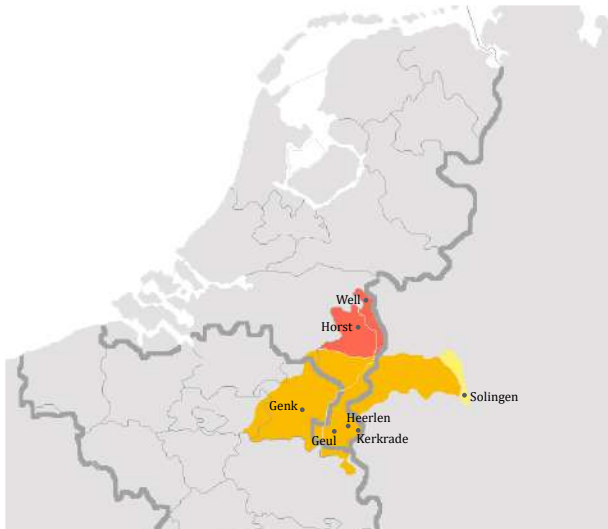 Well
Horst
Solingen
Genk
Heerlen
Geul
Kerkrade